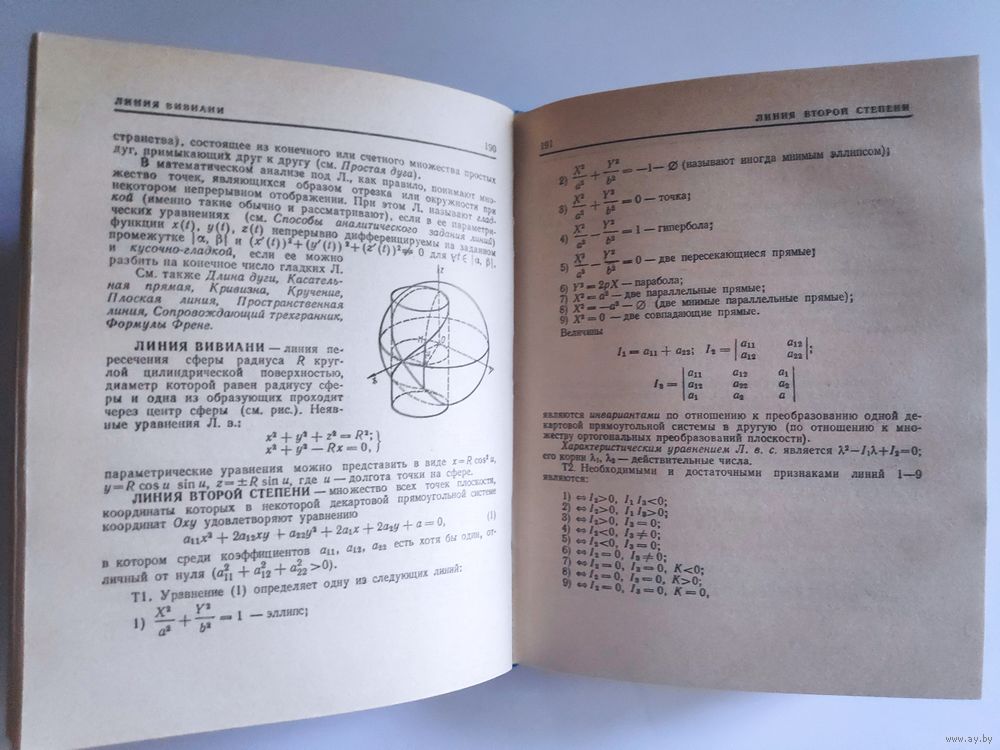 ЛИНИЯ ВИВИАНИ
190
странства), состоящее из конечного или счетного множества простых
дуг, примыкающих друг к другу (см. Простая дуга).
В математическом анализе под Л., как правило, понимают мно-
жество точек, являющихся образом отрезка или окружности при
некотором непрерывном отображении. При этом Л. называют глад-
кой (именно такие обычно и рассматривают), если в ее параметри-
ческих уравнениях (см. Способы аналитического задания линий)
функции x(t), y(t), z(t) непрерывно дифференцируемы на заданном
промежутке |α, β| и (x'(t))²+(y'(t))²+(z'(t))²≠0 для ∀t∈|α, β|,
и кусочно-гладкой, если ее можно
разбить на конечное число гладких Л.
См. также Длина дуги, Касатель-
ная прямая, Кривизна, Кручение,
Плоская линия, Пространственная
линия, Сопровождающий трехгранник,
Формулы Френе.
ЛИНИЯ ВИВИАНИ — линия пе-
ресечения сферы радиуса R круг-
лой цилиндрической поверхностью,
диаметр которой равен радиусу сфе-
ры и одна из образующих проходит
через центр сферы (см. рис.). Неяв-
ные уравнения Л. в.:
x² + y² + z² = R²;
x² + y² — Rx = 0, }
параметрические уравнения можно представить в виде x = R cos² u,
y = R cos u sin u, z = ± R sin u, где u — долгота точки на сфере.
ЛИНИЯ ВТОРОЙ СТЕПЕНИ — множество всех точек плоскости,
координаты которых в некоторой декартовой прямоугольной системе
координат Oxy удовлетворяют уравнению
a₁₁x² + 2a₁₂xy + a₂₂y² + 2a₁x + 2a₂y + a = 0, (1)
в котором среди коэффициентов a₁₁, a₁₂, a₂₂ есть хотя бы один, от-
личный от нуля (a²₁₁ + a²₁₂ + a²₂₂ > 0).
Т1. Уравнение (1) определяет одну из следующих линий:
1) X²/a² + Y²/b² = 1 — эллипс;
191
ЛИНИЯ ВТОРОЙ СТЕПЕНИ
2) X²/a² + Y²/b² = —1 — ∅ (называют иногда мнимым эллипсом);
3) X²/a² + Y²/b² = 0 — точка;
4) X²/a² — Y²/b² = 1 — гипербола;
5) X²/a² — Y²/b² = 0 — две пересекающиеся прямые;
6) Y² = 2pX — парабола;
7) X² = a² — две параллельные прямые;
8) X² = —a² — ∅ (две мнимые параллельные прямые);
9) X² = 0 — две совпадающие прямые.
Величины
I₁ = a₁₁ + a₂₂; I₂ = | a₁₁ a₁₂ |
| a₁₂ a₂₂ |;
I₃ = | a₁₁ a₁₂ a₁ |
| a₁₂ a₂₂ a₂ |
| a₁ a₂ a |
являются инвариантами по отношению к преобразованию одной де-
картовой прямоугольной системы в другую (по отношению к мно-
жеству ортогональных преобразований плоскости).
Характеристическим уравнением Л. в. с. является λ²—I₁λ+I₂=0;
его корни λ₁, λ₂ — действительные числа.
Т2. Необходимыми и достаточными признаками линий 1—9
являются:
1) ⇔ I₂>0, I₁I₃<0;
2) ⇔ I₂>0, I₁I₃>0;
3) ⇔ I₂>0, I₃ = 0;
4) ⇔ I₂<0, I₃ ≠ 0;
5) ⇔ I₂<0, I₃ = 0;
6) ⇔ I₂ = 0, I₃ ≠ 0;
7) ⇔ I₂ = 0, I₃ = 0, K<0;
8) ⇔ I₂ = 0, I₃ = 0, K>0;
9) ⇔ I₂ = 0, I₃ = 0, K = 0,
www.ay.by